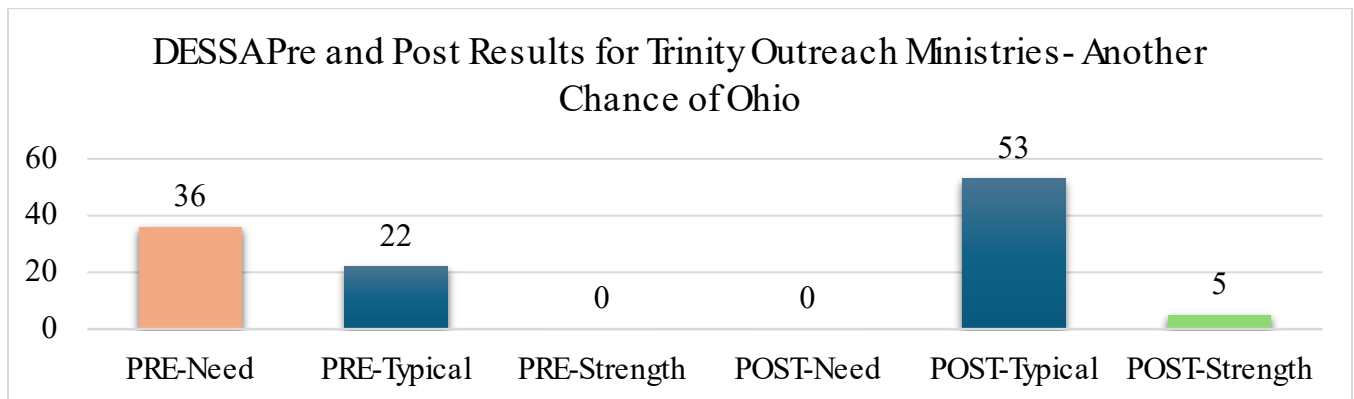 DESSAPre and Post Results for Trinity Outreach Ministries- Another
Chance of Ohio
60
40
20
0
36
22
0
0
53
5
PRE-Need
PRE-Typical
PRE-Strength
POST-Need
POST-Typical
POST-Strength